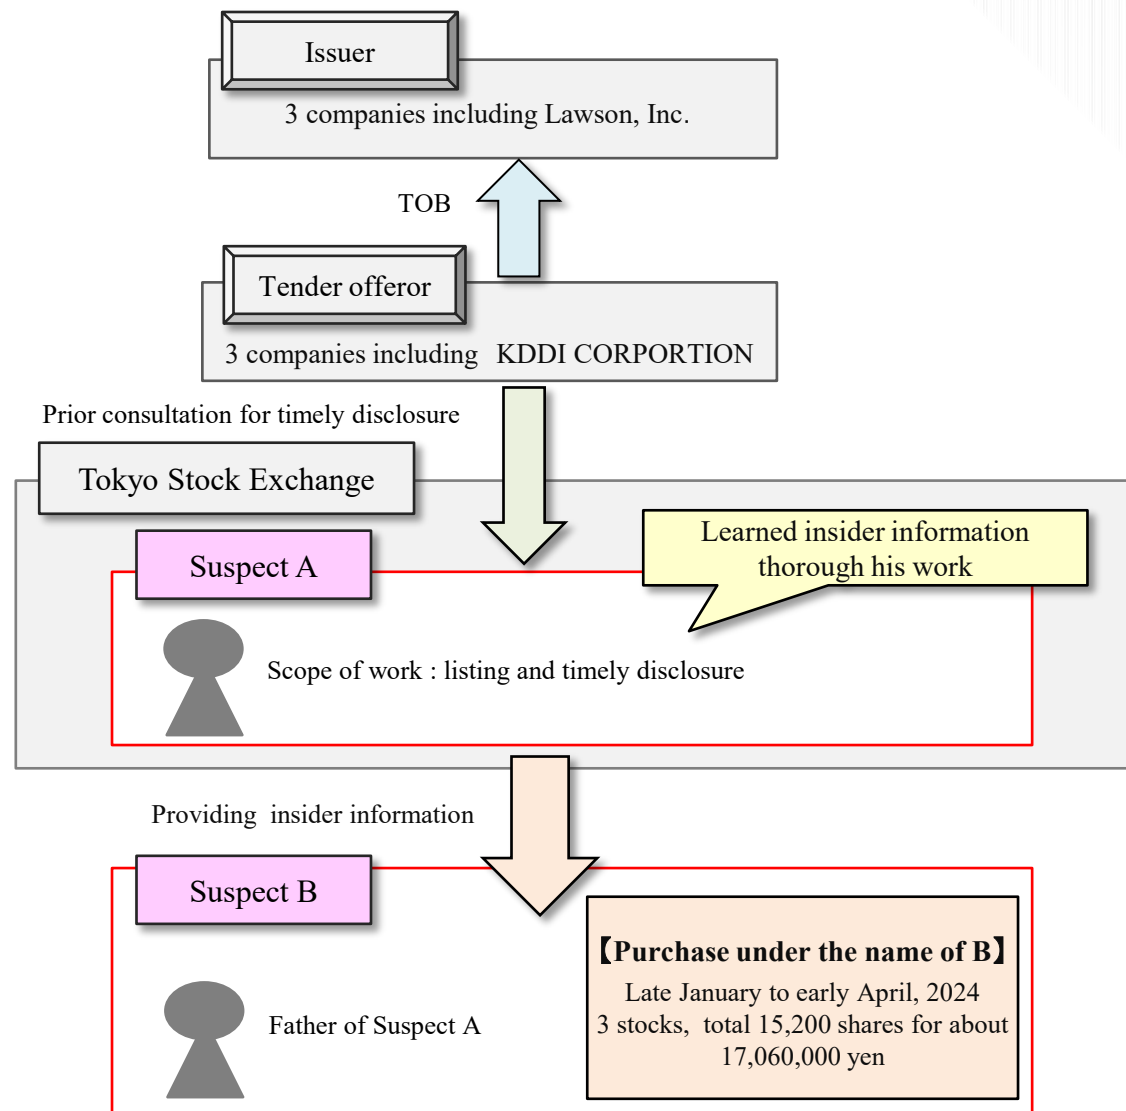 Issuer
3 companies including Lawson, Inc.
TOB
Tender offeror
3 companies including KDDI CORPORTION
Prior consultation for timely disclosure
Tokyo Stock Exchange
Learned insider information
thorough his work
Suspect A
Scope of work : listing and timely disclosure
Providing insider information
Suspect B
【Purchase under the name of B】
Late January to early April, 2024
3 stocks, total 15,200 shares for about
17,060,000 yen
Father of Suspect A